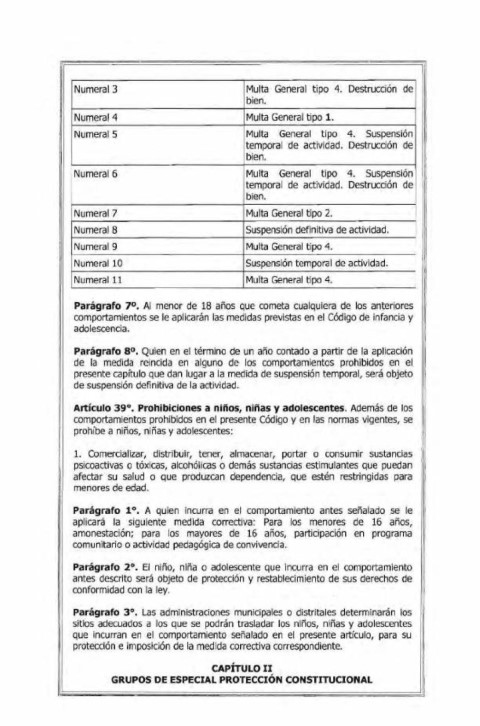 Numeral 3 Multa General tipo 4. Destrucción de
bien.
Numeral 4 Multa General tipo 1.
Numeral 5 Multa General tipo 4. Suspensión
temporal de actividad. Destrucción de
bien.
Numeral 6 Multa General tipo 4. Suspensión
temporal de actividad. Destrucción de
bien.
Numeral 7 Multa General tipo 2.
Numeral 8 Suspensión definitiva de actividad.
Numeral 9 Multa General tipo 4.
Numeral 10 Suspensión temporal de actividad.
Numeral 11 Multa General tipo 4.
Parágrafo 7º. Al menor de 18 años que cometa cualquiera de los anteriores
comportamientos se le aplicarán las medidas previstas en el Código de infancia y
adolescencia.
Parágrafo 8º. Quien en el término de un año contado a partir de la aplicación
de la medida reincida en alguno de los comportamientos prohibidos en el
presente capítulo que dan lugar a la medida de suspensión temporal, será objeto
de suspensión definitiva de la actividad.
Artículo 39°. Prohibiciones a niños, niñas y adolescentes. Además de los
comportamientos prohibidos en el presente Código y en las normas vigentes, se
prohíbe a niños, niñas y adolescentes:
1. Comercializar, distribuir, tener, almacenar, portar o consumir sustancias
psicoactivas o tóxicas, alcohólicas o demás sustancias estimulantes que puedan
afectar su salud o que produzcan dependencia, que estén restringidas para
menores de edad.
Parágrafo 1°. A quien incurra en el comportamiento antes señalado se le
aplicará la siguiente medida correctiva: Para los menores de 16 años,
amonestación; para los mayores de 16 años, participación en programa
comunitario o actividad pedagógica de convivencia.
Parágrafo 2°. El niño, niña o adolescente que incurra en el comportamiento
antes descrito será objeto de protección y restablecimiento de sus derechos de
conformidad con la ley.
Parágrafo 3°. Las administraciones municipales o distritales determinarán los
sitios adecuados a los que se podrán trasladar los niños, niñas y adolescentes
que incurran en el comportamiento señalado en el presente artículo, para su
protección e imposición de la medida correctiva correspondiente.
CAPÍTULO II
GRUPOS DE ESPECIAL PROTECCIÓN CONSTITUCIONAL